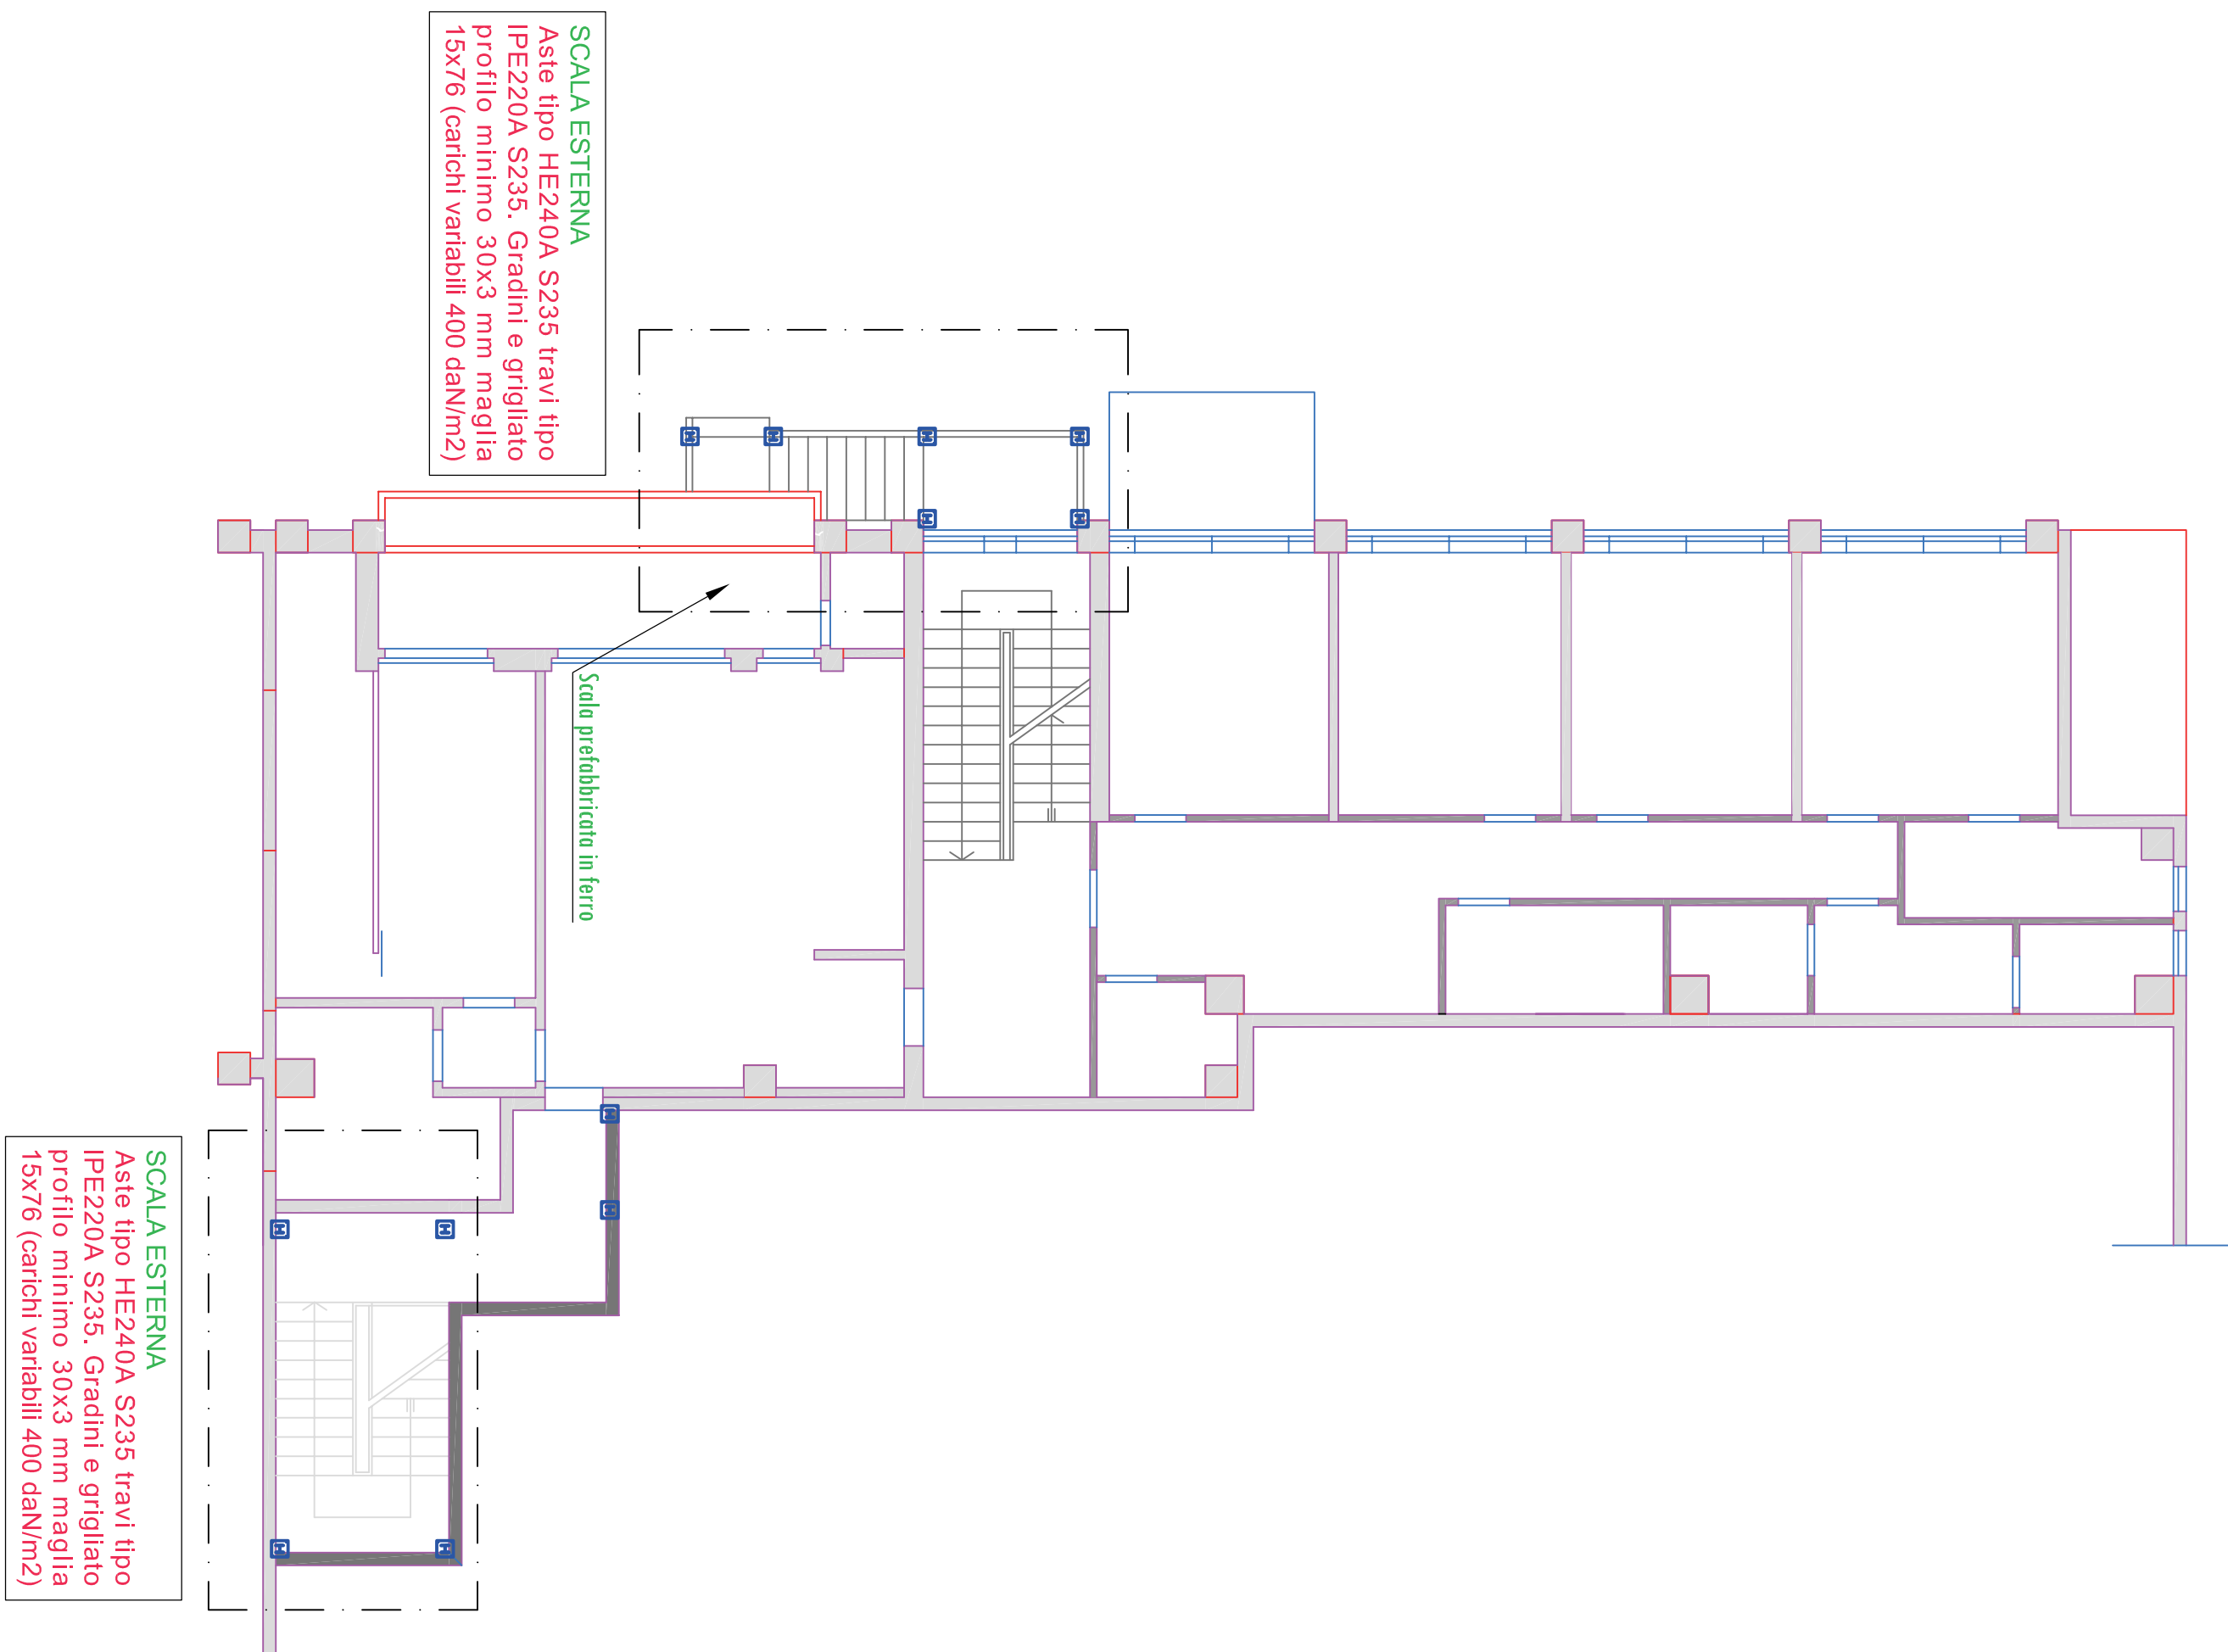 SCALA ESTERNA
Aste tipo HE240A S235 travi tipo
IPE220A S235. Gradini e grigliato
profilo minimo 30x3 mm maglia
15x76 (carichi variabili 400 daN/m2)
Scala prefabbricata in ferro
SCALA ESTERNA
Aste tipo HE240A S235 travi tipo
IPE220A S235. Gradini e grigliato
profilo minimo 30x3 mm maglia
15x76 (carichi variabili 400 daN/m2)